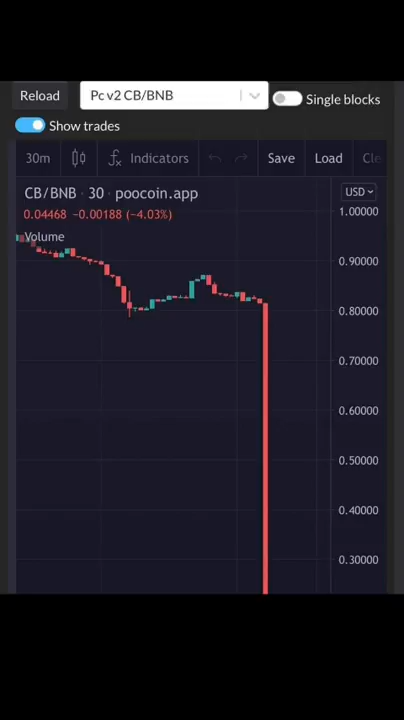 Reload Pc v2 CB/BNB Single blocks
Show trades
30m Indicators Save Load Cle
CB/BNB · 30 · poocoin.app USD
0.04468 −0.00188 (−4.03%)
1.00000
Volume
0.90000
0.80000
0.70000
0.60000
0.50000
0.40000
0.30000